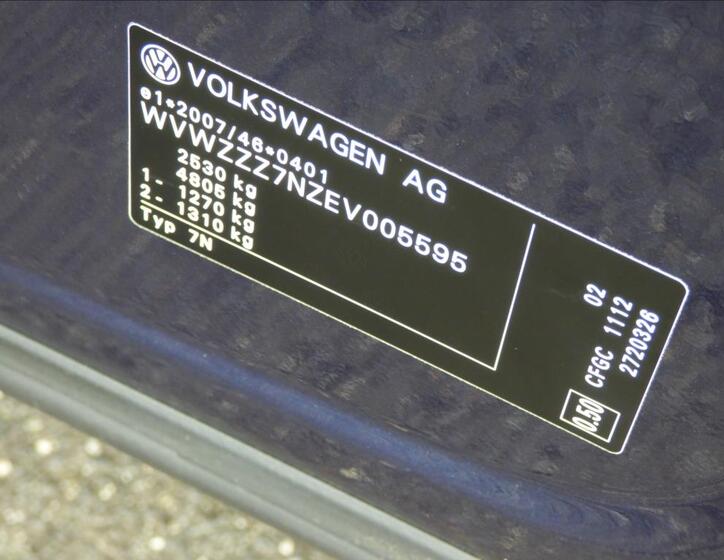 VOLKSWAGEN AG
e1*2007/46*0401
WVWZZZ7NZEV005595
2530 kg
4805 kg
1- 1270 kg
2- 1310 kg
Typ 7N
02
CFGC 1112
2720326
0.50